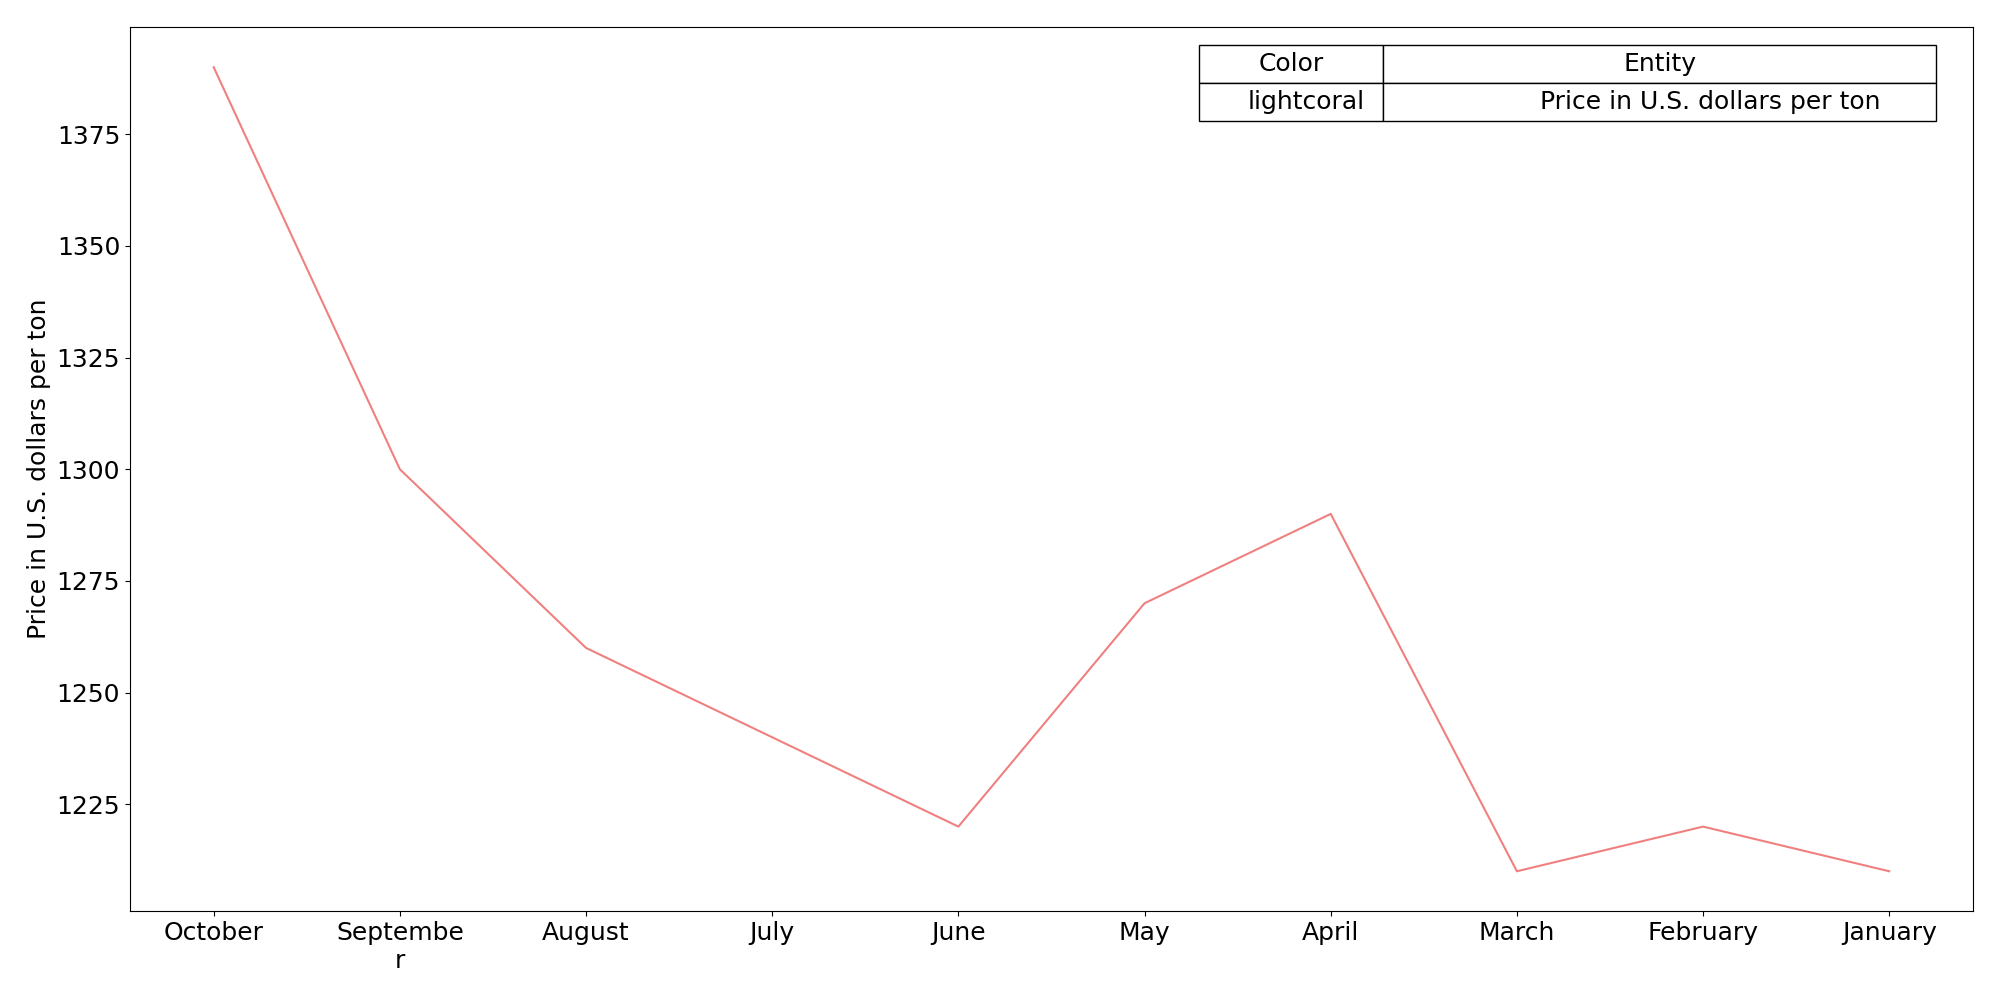 Color Entity
lightcoral Price in U.S. dollars per ton
Price in U.S. dollars per ton
1375
1350
1325
1300
1275
1250
1225
October Septembe August July June May April March February January
r